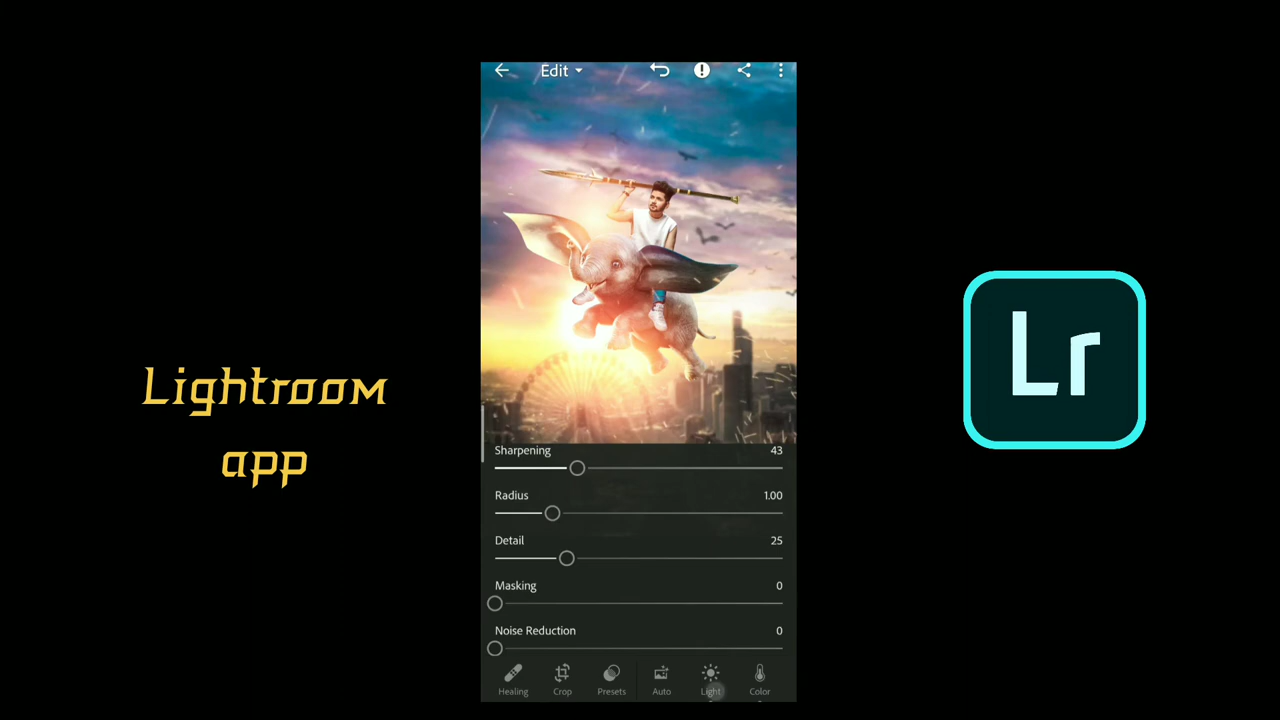 Edit
Lightroom
app
Lr
Sharpening 43
Radius 1.00
Detail 25
Masking 0
Noise Reduction 0
Healing Crop Presets Auto Light Color